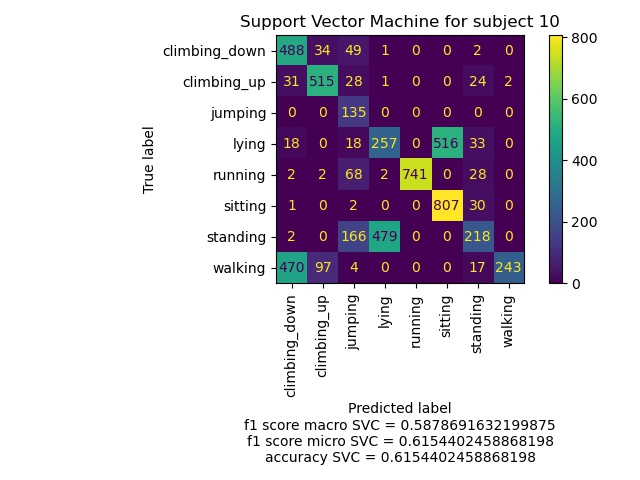 Support Vector Machine for subject 10
climbing_down 488 34 49 1 0 0 2 0
climbing_up 31 515 28 1 0 0 24 2
jumping 0 0 135 0 0 0 0 0
lying 18 0 18 257 0 516 33 0
running 2 2 68 2 741 0 28 0
sitting 1 0 2 0 0 807 30 0
standing 2 0 166 479 0 0 218 0
walking 470 97 4 0 0 0 17 243
True label
800
600
400
200
0
climbing_down
climbing_up
jumping
lying
running
sitting
standing
walking
Predicted label
f1 score macro SVC = 0.5878691632199875
f1 score micro SVC = 0.6154402458868198
accuracy SVC = 0.6154402458868198